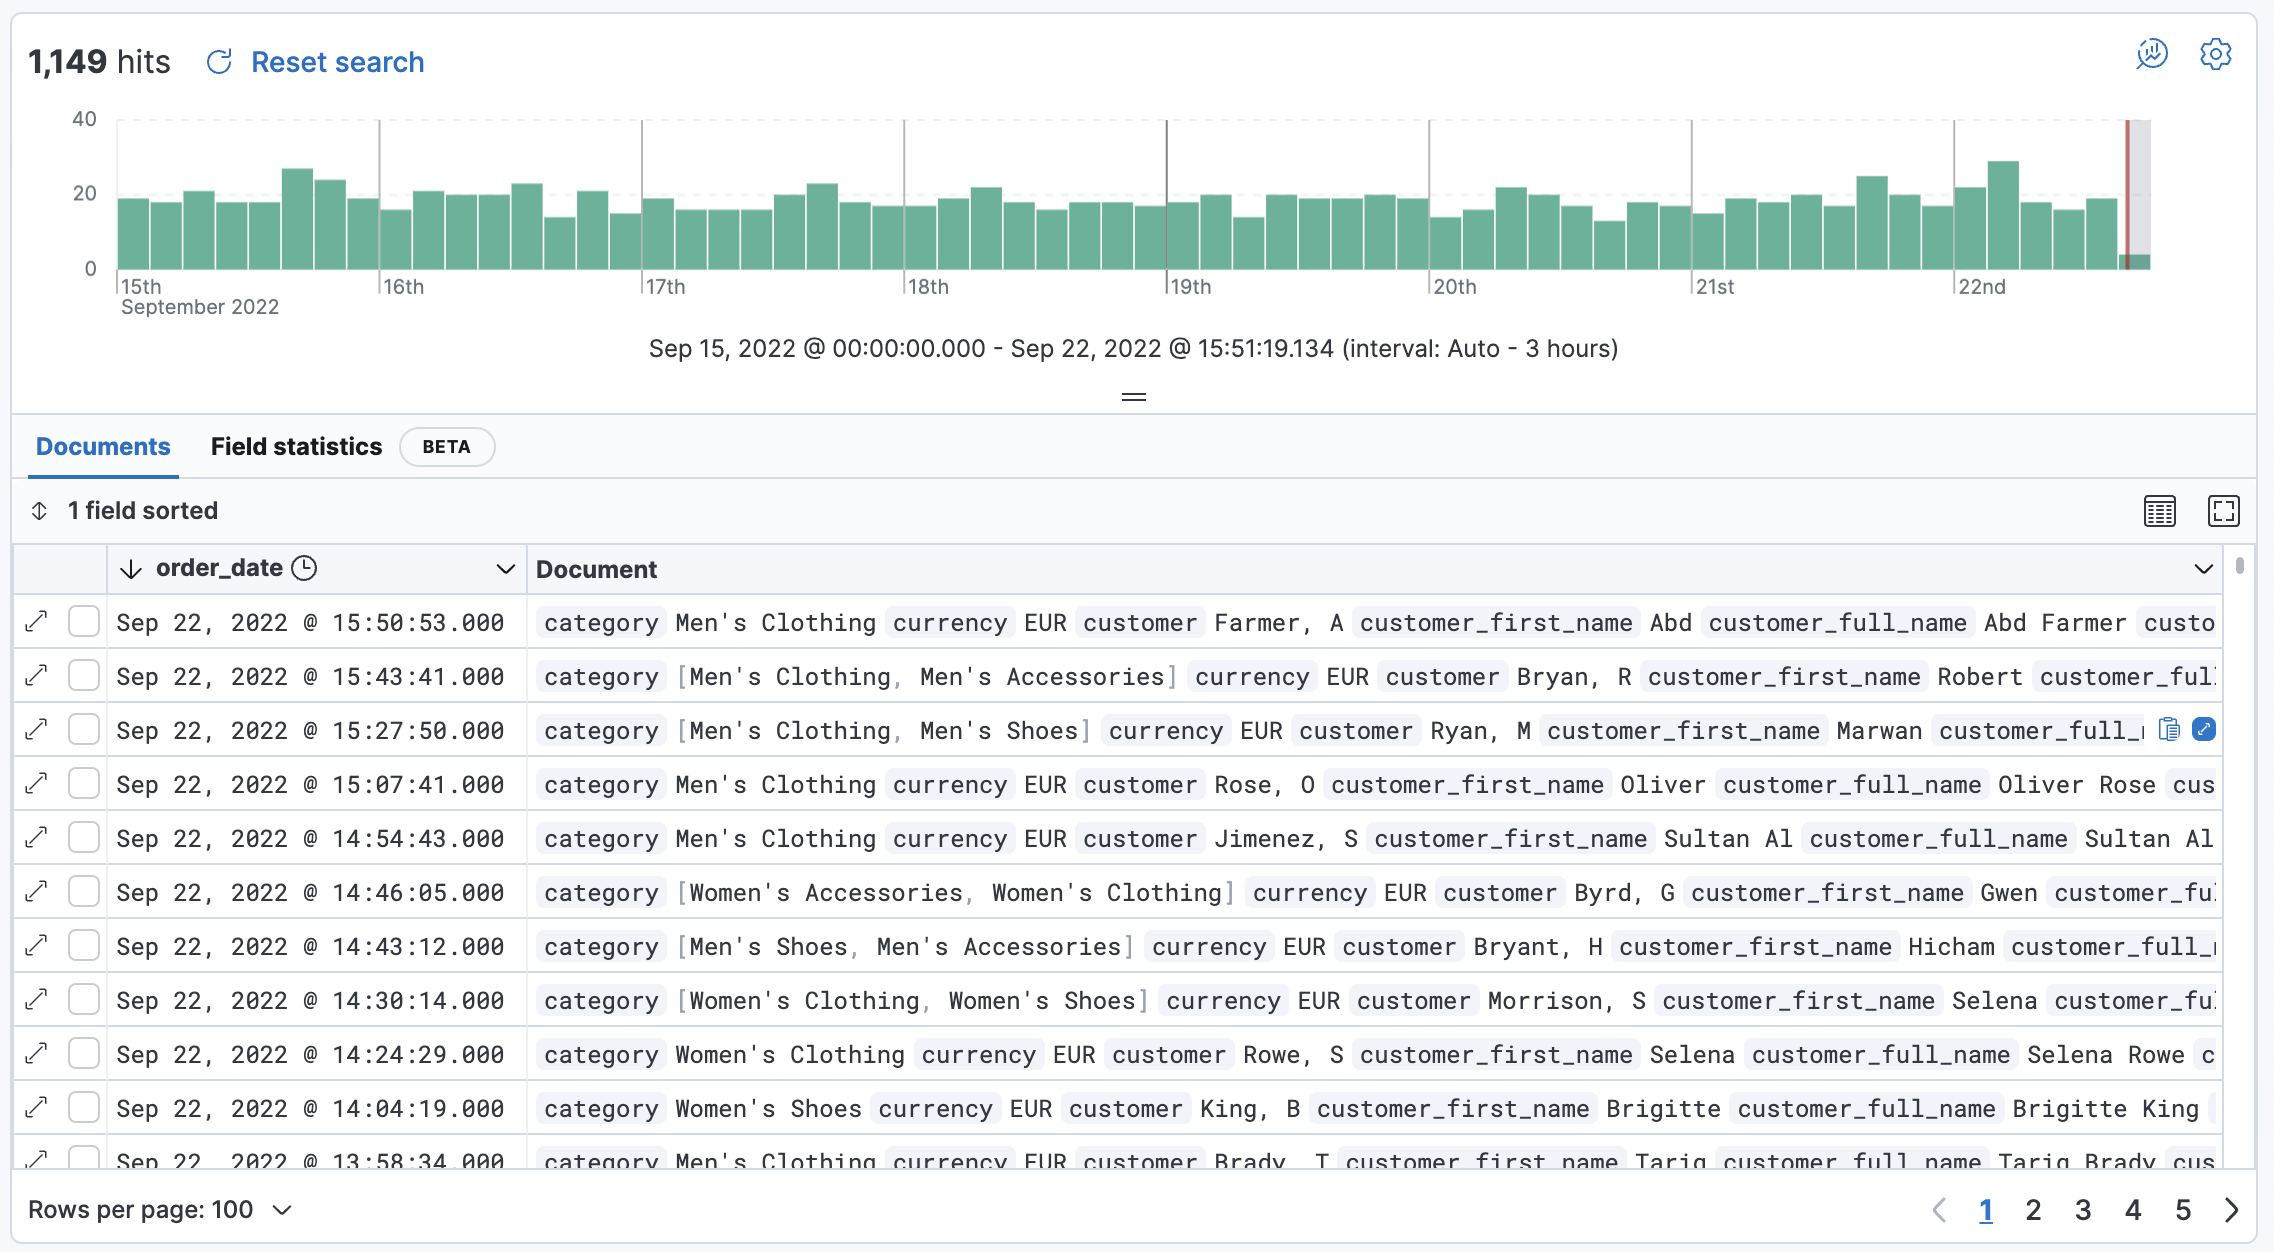 1,149 hits Reset search
40
20
0
15th 16th 17th 18th 19th 20th 21st 22nd
September 2022
Sep 15, 2022 @ 00:00:00.000 - Sep 22, 2022 @ 15:51:19.134 (interval: Auto - 3 hours)
Documents Field statistics BETA
1 field sorted
order_date Document
Sep 22, 2022 @ 15:50:53.000 category Men's Clothing currency EUR customer Farmer, A customer_first_name Abd customer_full_name Abd Farmer custo
Sep 22, 2022 @ 15:43:41.000 category [Men's Clothing, Men's Accessories] currency EUR customer Bryan, R customer_first_name Robert customer_full
Sep 22, 2022 @ 15:27:50.000 category [Men's Clothing, Men's Shoes] currency EUR customer Ryan, M customer_first_name Marwan customer_full_
Sep 22, 2022 @ 15:07:41.000 category Men's Clothing currency EUR customer Rose, O customer_first_name Oliver customer_full_name Oliver Rose cus
Sep 22, 2022 @ 14:54:43.000 category Men's Clothing currency EUR customer Jimenez, S customer_first_name Sultan Al customer_full_name Sultan Al
Sep 22, 2022 @ 14:46:05.000 category [Women's Accessories, Women's Clothing] currency EUR customer Byrd, G customer_first_name Gwen customer_ful
Sep 22, 2022 @ 14:43:12.000 category [Men's Shoes, Men's Accessories] currency EUR customer Bryant, H customer_first_name Hicham customer_full_
Sep 22, 2022 @ 14:30:14.000 category [Women's Clothing, Women's Shoes] currency EUR customer Morrison, S customer_first_name Selena customer_ful
Sep 22, 2022 @ 14:24:29.000 category Women's Clothing currency EUR customer Rowe, S customer_first_name Selena customer_full_name Selena Rowe c
Sep 22, 2022 @ 14:04:19.000 category Women's Shoes currency EUR customer King, B customer_first_name Brigitte customer_full_name Brigitte King
Sep 22, 2022 @ 13:58:34.000 category Men's Clothing currency EUR customer Brady, T customer_first_name Tariq customer_full_name Tariq Brady cus
Rows per page: 100 1 2 3 4 5